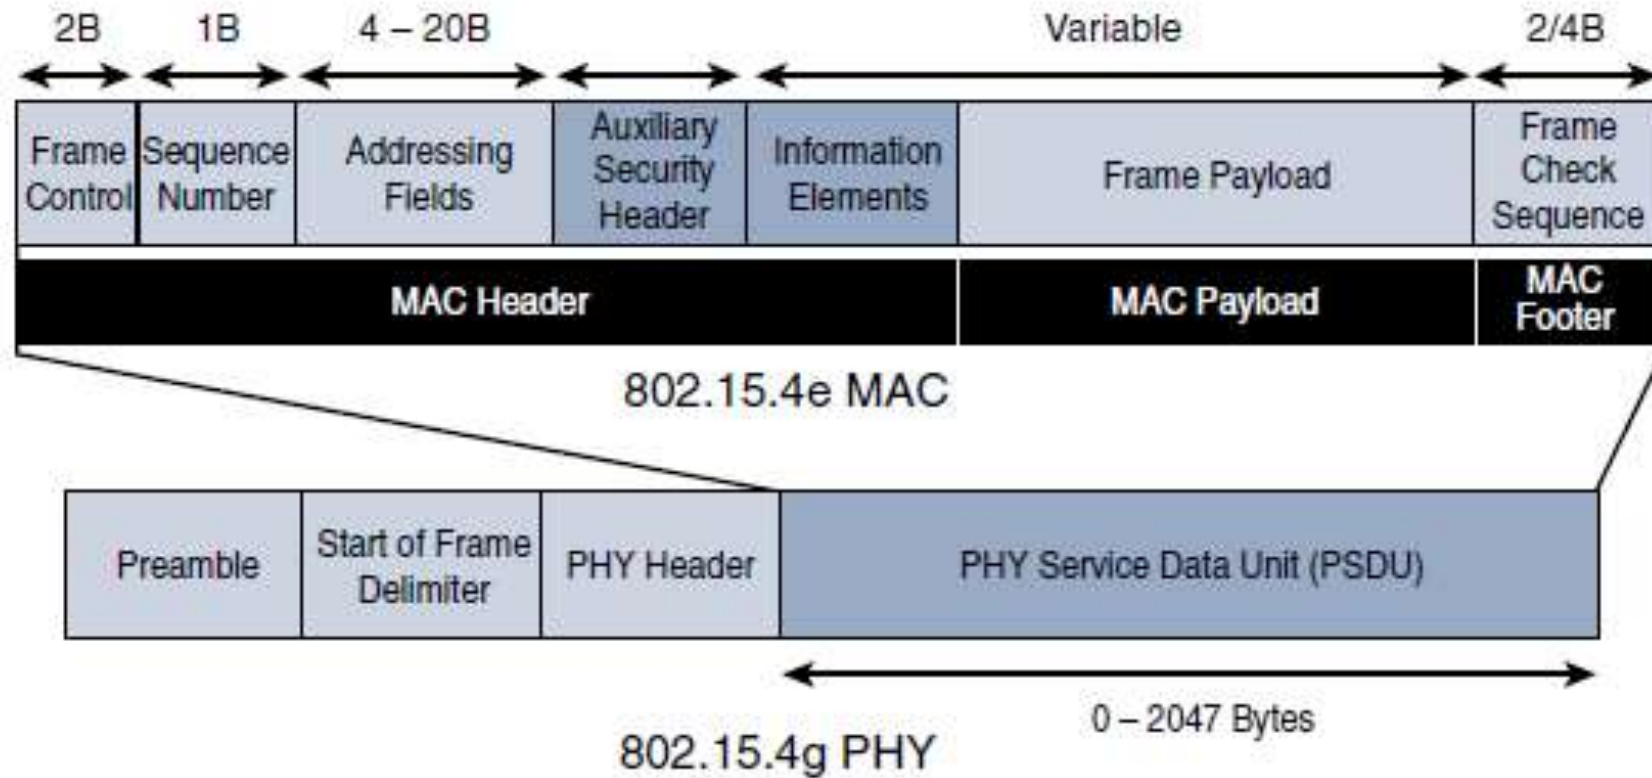 2B 1B 4 – 20B Variable 2/4B
Frame Control
Sequence Number
Addressing Fields
Auxiliary Security Header
Information Elements
Frame Payload
Frame Check Sequence
MAC Header
MAC Payload
MAC Footer
802.15.4e MAC
Preamble
Start of Frame Delimiter
PHY Header
PHY Service Data Unit (PSDU)
0 – 2047 Bytes
802.15.4g PHY